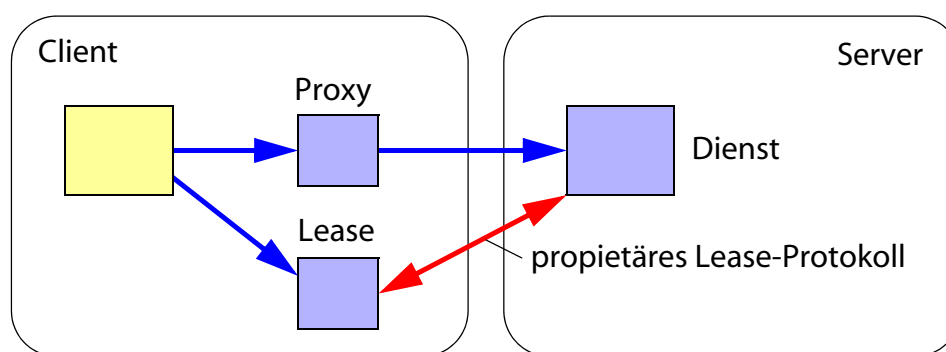 Client
Server
Proxy
Dienst
Lease
propietäres Lease-Protokoll